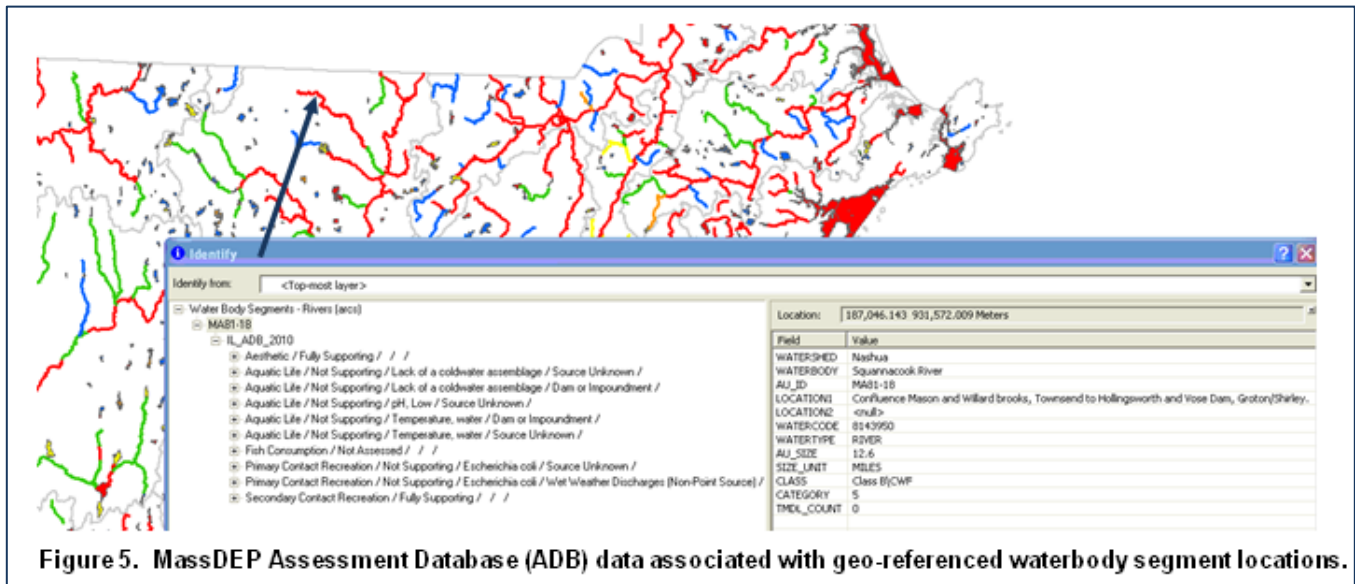 Identify
Identify from: <Top-most layer>
Water Body Segments - Rivers (arcs)
MA81-18
IL_ADB_2010
Aesthetic / Fully Supporting / / /
Aquatic Life / Not Supporting / Lack of a coldwater assemblage / Source Unknown /
Aquatic Life / Not Supporting / Lack of a coldwater assemblage / Dam or Impoundment /
Aquatic Life / Not Supporting / pH, Low / Source Unknown /
Aquatic Life / Not Supporting / Temperature, water / Dam or Impoundment /
Aquatic Life / Not Supporting / Temperature, water / Source Unknown /
Fish Consumption / Not Assessed / / /
Primary Contact Recreation / Not Supporting / Escherichia coli / Source Unknown /
Primary Contact Recreation / Not Supporting / Escherichia coli / Wet Weather Discharges (Non-Point Source) /
Secondary Contact Recreation / Fully Supporting / / /
Location: 187,046.143 931,572.009 Meters
Field Value
WATERSHED Nashua
WATERBODY Squannacook River
AU_ID MA81-18
LOCATION1 Confluence Mason and Willard brooks, Townsend to Hollingsworth and Vose Dam, Groton/Shirley.
LOCATION2 <null>
WATERCODE 8143950
WATERTYPE RIVER
AU_SIZE 12.6
SIZE_UNIT MILES
CLASS Class B\CWF
CATEGORY 5
TMDL_COUNT 0
Figure 5. MassDEP Assessment Database (ADB) data associated with geo-referenced waterbody segment locations.